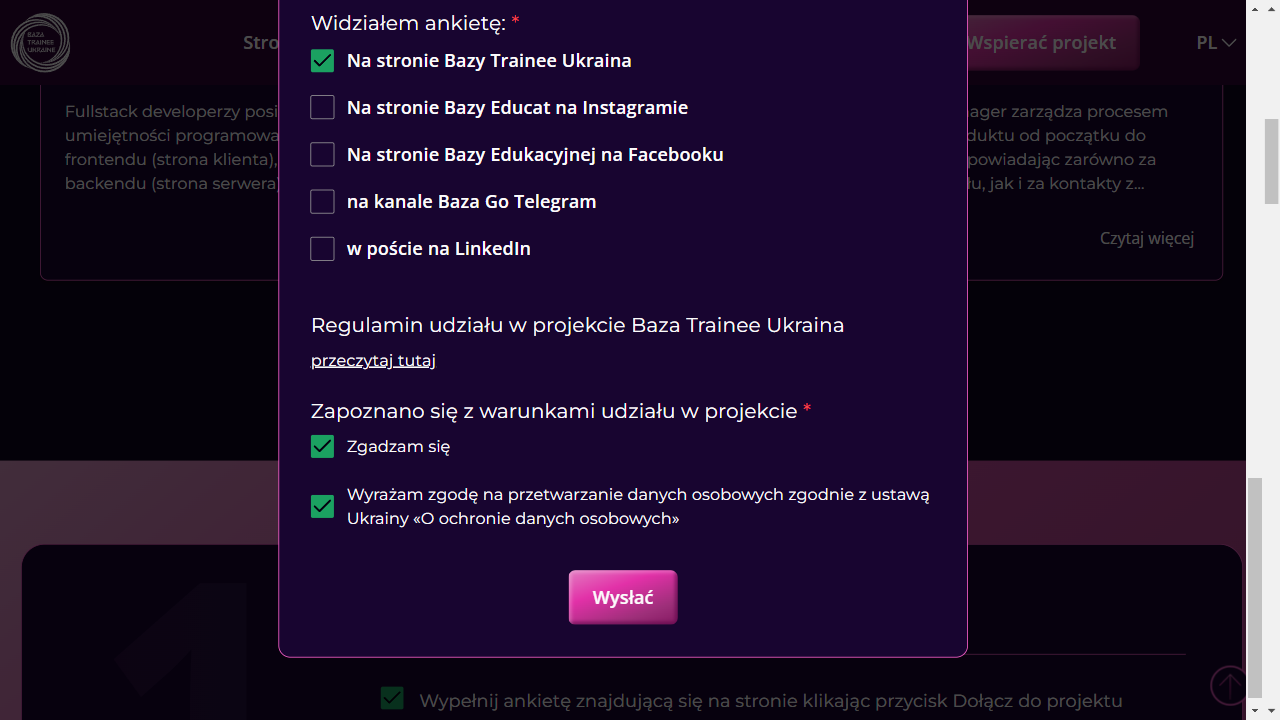 BAZA
TRAINEE
UKRAINE
Stro
Wspierać projekt
PL
Widziałem ankietę: *
Na stronie Bazy Trainee Ukraina
Na stronie Bazy Educat na Instagramie
Na stronie Bazy Edukacyjnej na Facebooku
na kanale Baza Go Telegram
w poście na LinkedIn
Regulamin udziału w projekcie Baza Trainee Ukraina
przeczytaj tutaj
Zapoznano się z warunkami udziału w projekcie *
Zgadzam się
Wyrażam zgodę na przetwarzanie danych osobowych zgodnie z ustawą
Ukrainy «O ochronie danych osobowych»
Wysłać
Fullstack developerzy posi
umiejętności programowa
frontendu (strona klienta),
backendu (strona serwera)
nager zarządza procesem
duktu od początku do
powiadając zarówno za
łu, jak i za kontakty z...
Czytaj więcej
1
Wypełnij ankietę znajdującą się na stronie klikając przycisk Dołącz do projektu